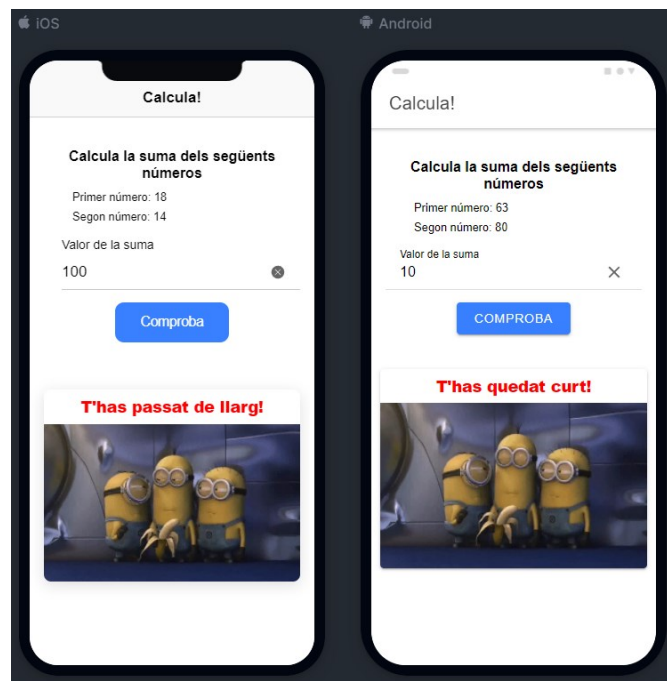 iOS
Calcula!
Calcula la suma dels següents
números
Primer número: 18
Segon número: 14
Valor de la suma
100
Comproba
T'has passat de llarg!
Android
Calcula!
Calcula la suma dels següents
números
Primer número: 63
Segon número: 80
Valor de la suma
10
COMPROBA
T'has quedat curt!